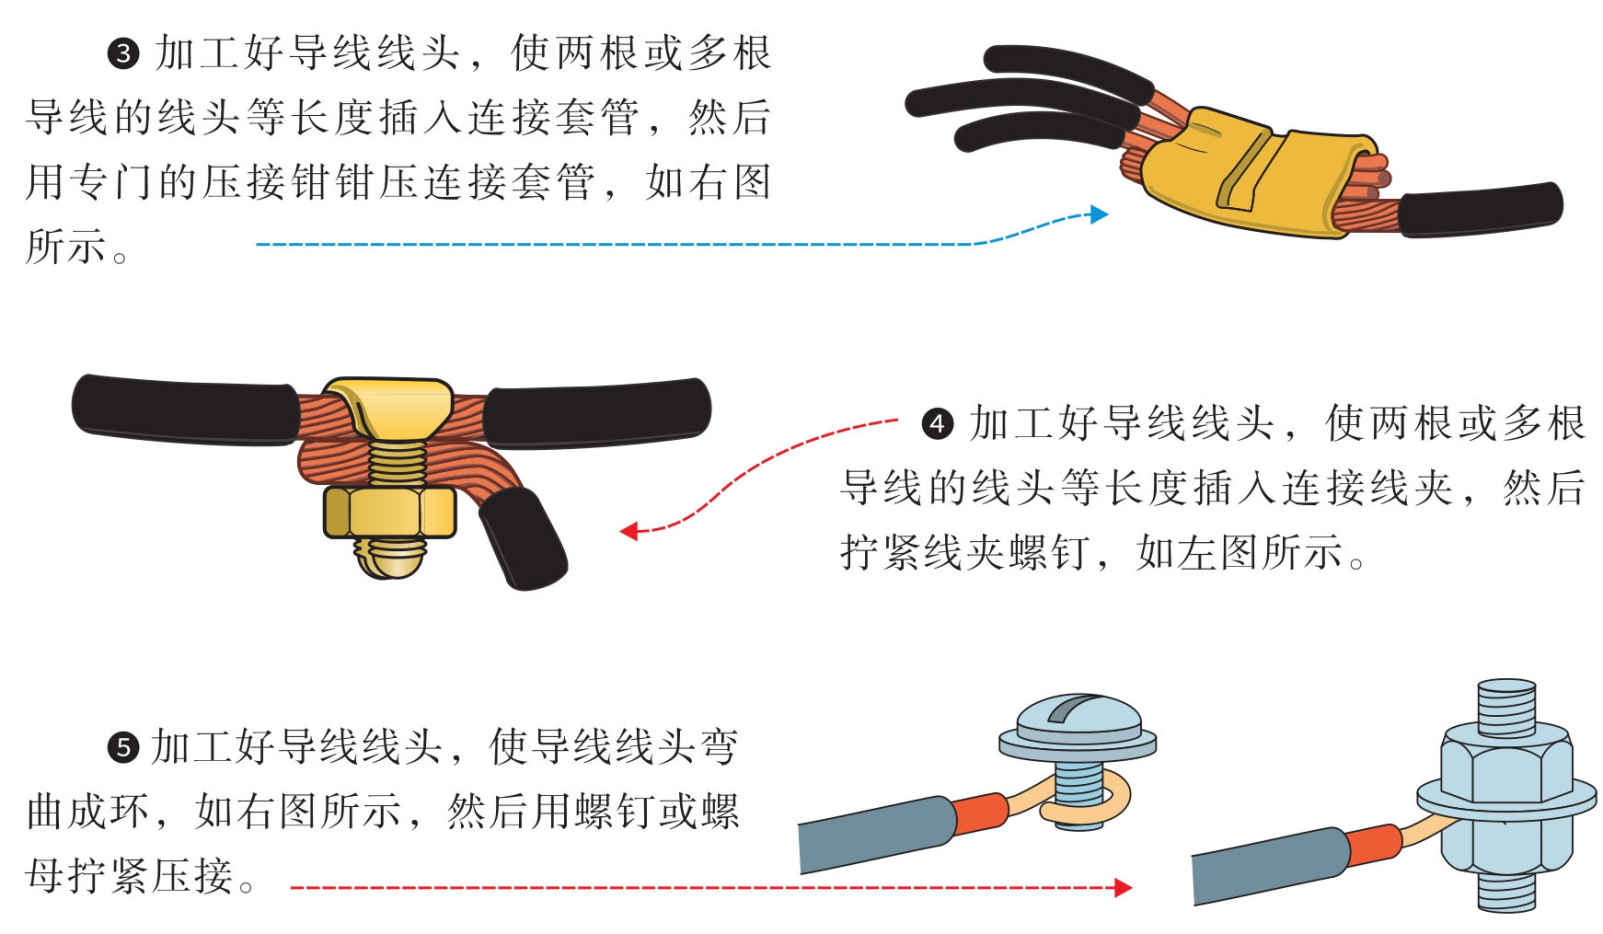 ❸ 加工好导线线头，使两根或多根
导线的线头等长度插入连接套管，然后
用专门的压接钳钳压连接套管，如右图
所示。
❹ 加工好导线线头，使两根或多根
导线的线头等长度插入连接线夹，然后
拧紧线夹螺钉，如左图所示。
❺ 加工好导线线头，使导线线头弯
曲成环，如右图所示，然后用螺钉或螺
母拧紧压接。